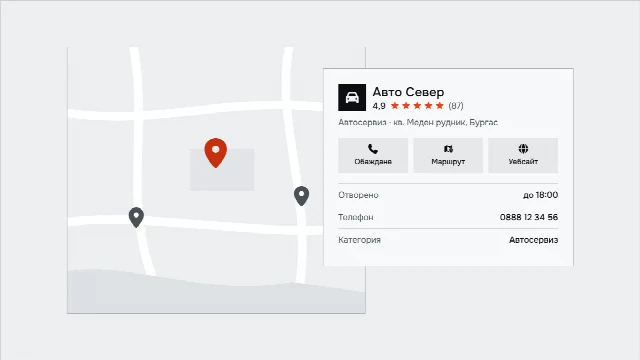 Авто Север
4,9 ★★★★★ (87)
Автосервиз · кв. Меден рудник, Бургас
Обаждане
Маршрут
Уебсайт
Отворено до 18:00
Телефон 0888 12 34 56
Категория Автосервиз